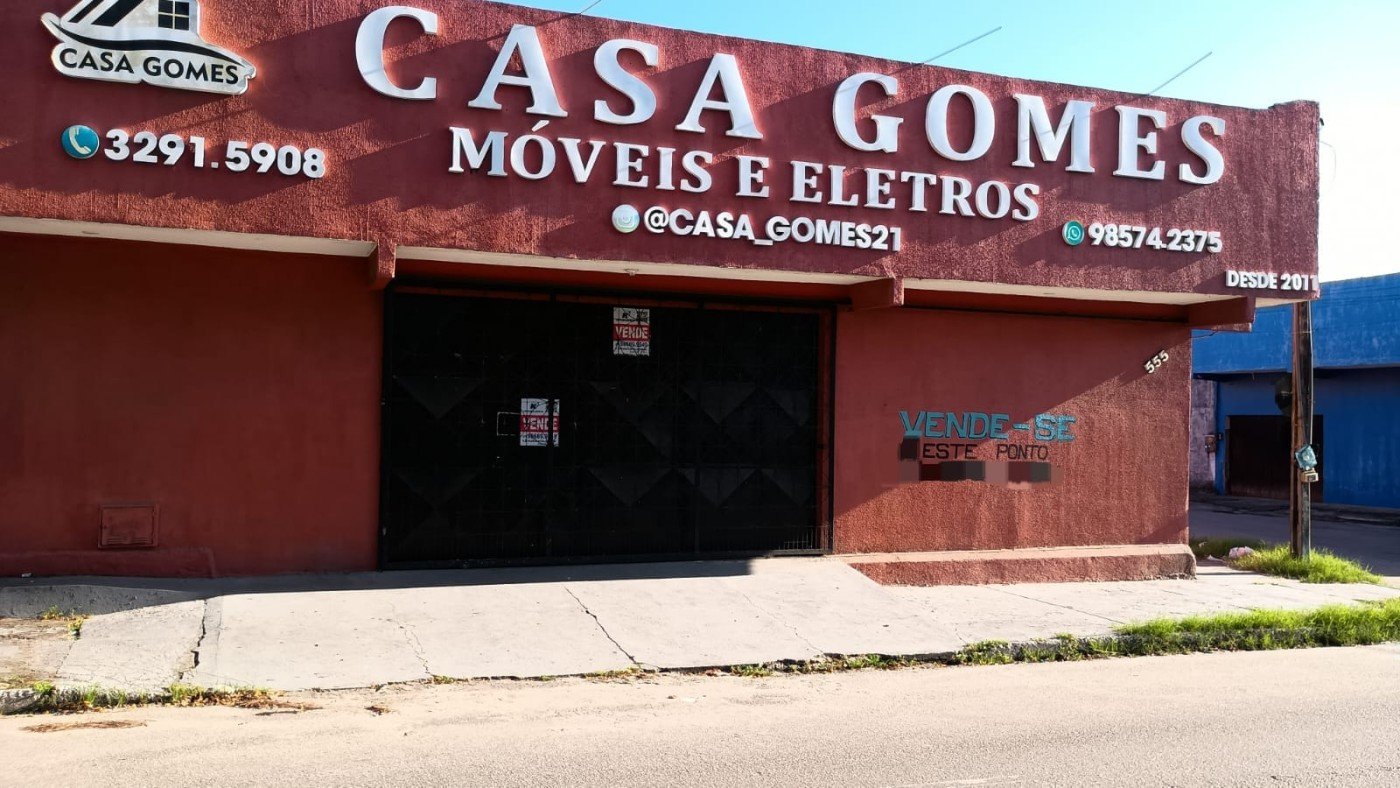 CASA GOMES
CASA GOMES
3291.5908
MÓVEIS E ELETROS
@CASA_GOMES21
98574.2375
DESDE 2011
VENDE
VENDE
555
VENDE-SE
ESTE PONTO